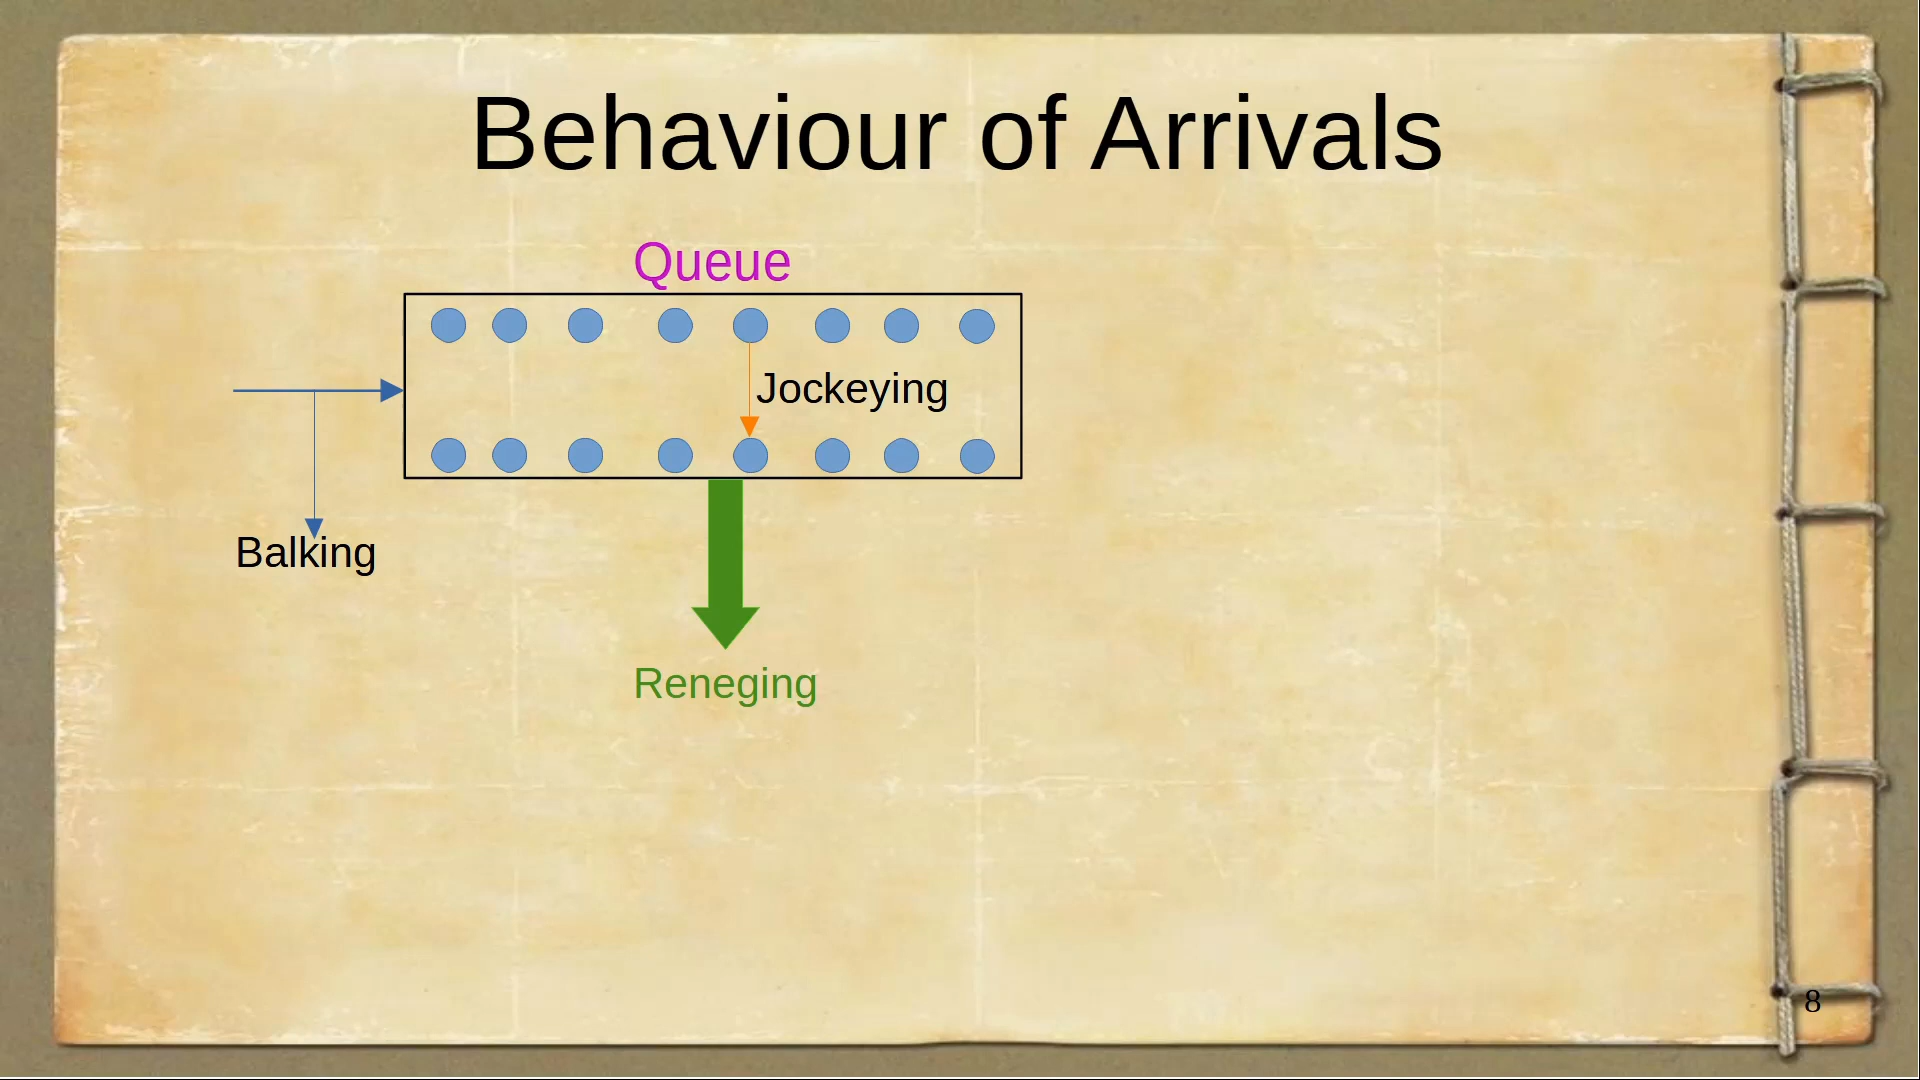 Behaviour of Arrivals
Queue
Jockeying
Balking
Reneging
8